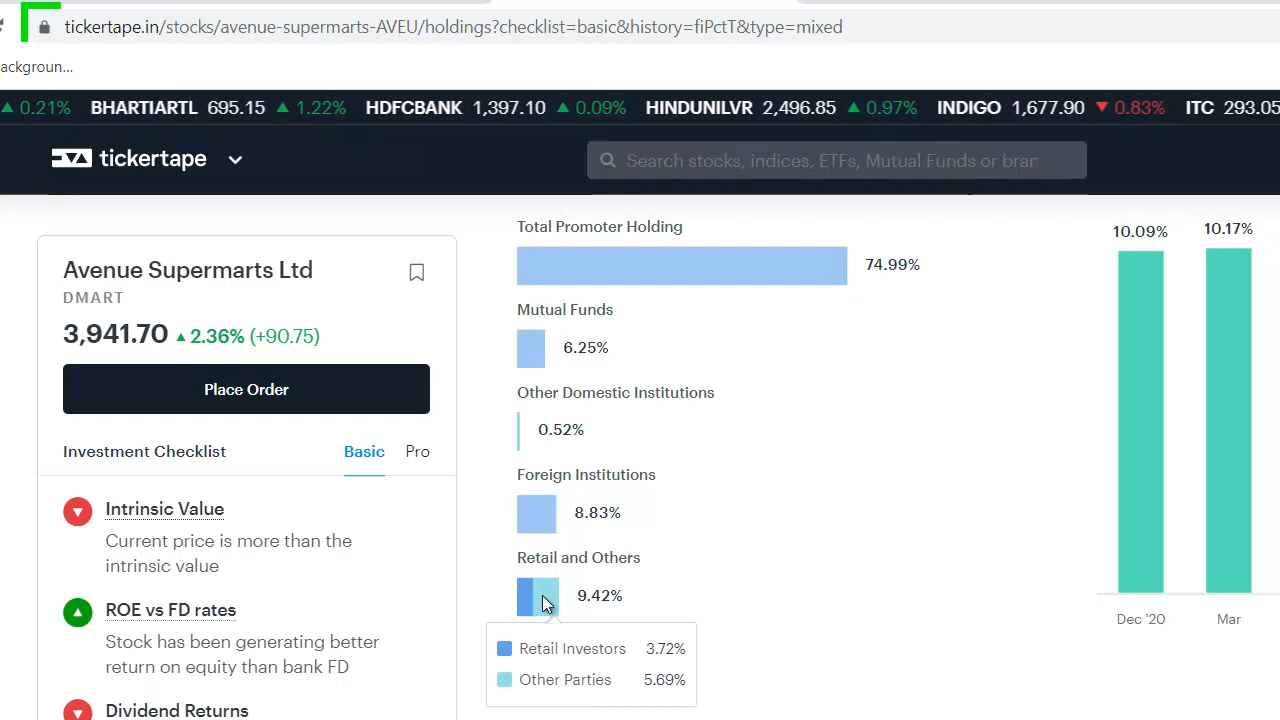 tickertape.in/stocks/avenue-supermarts-AVEU/holdings?checklist=basic&history=fiPctT&type=mixed
ackgroun...
▲ 0.21% BHARTIARTL 695.15 ▲ 1.22% HDFCBANK 1,397.10 ▲ 0.09% HINDUNILVR 2,496.85 ▲ 0.97% INDIGO 1,677.90 ▼ 0.83% ITC 293.05
tickertape
Search stocks, indices, ETFs, Mutual Funds or bran
Avenue Supermarts Ltd
DMART
3,941.70 ▲ 2.36% (+90.75)
Place Order
Investment Checklist Basic Pro
Intrinsic Value
Current price is more than the
intrinsic value
ROE vs FD rates
Stock has been generating better
return on equity than bank FD
Dividend Returns
Total Promoter Holding
74.99%
Mutual Funds
6.25%
Other Domestic Institutions
0.52%
Foreign Institutions
8.83%
Retail and Others
9.42%
Retail Investors 3.72%
Other Parties 5.69%
10.09% 10.17%
Dec '20 Mar